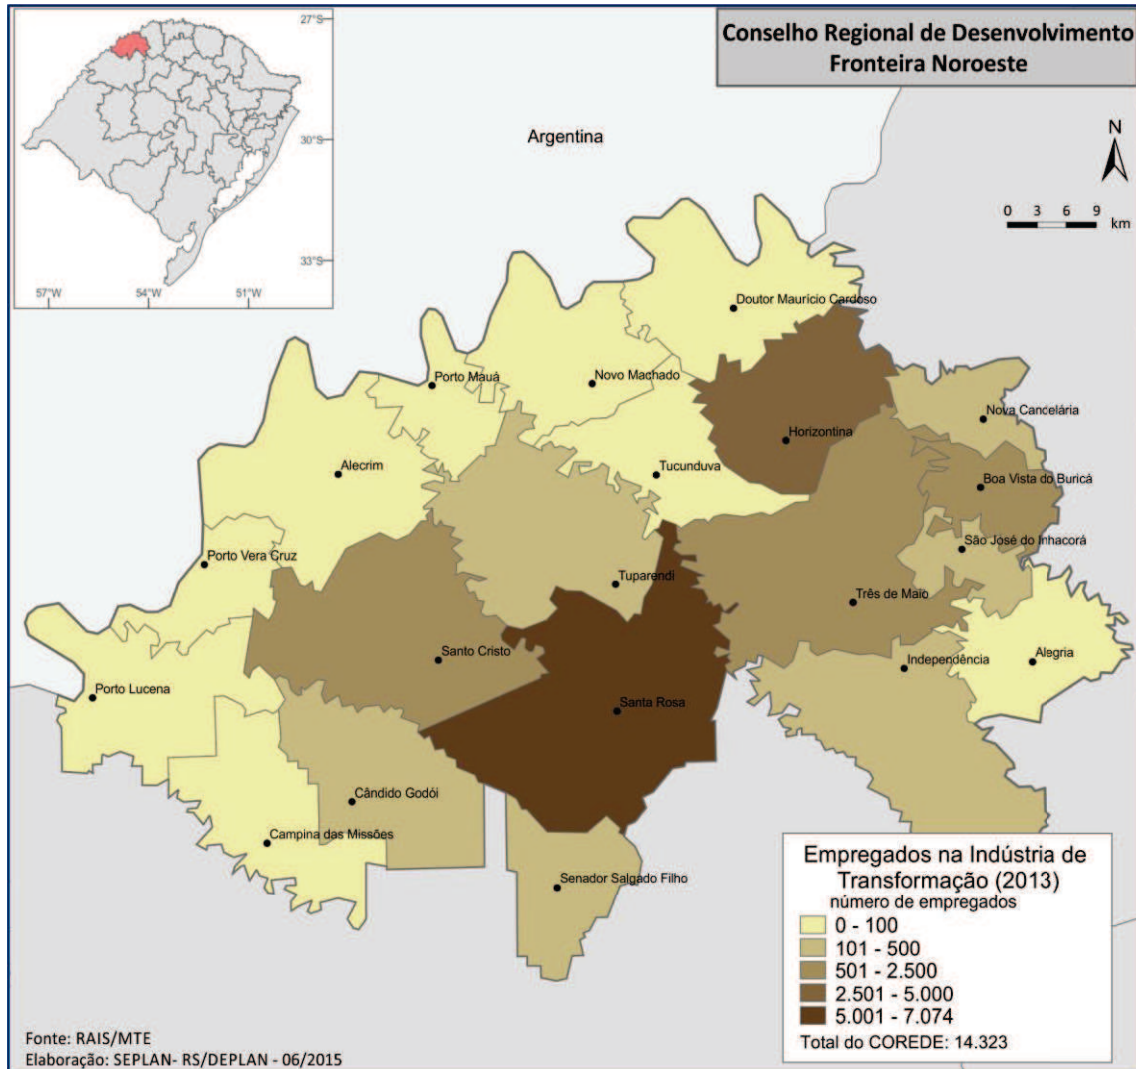 Conselho Regional de Desenvolvimento
Fronteira Noroeste
27°S
30°S
33°S
57°W
54°W
51°W
Argentina
N
0 3 6 9
km
Doutor Maurício Cardoso
Porto Mauá
Novo Machado
Nova Cancelária
Horizontina
Alecrim
Tucunduva
Boa Vista do Buricá
São José do Inhacorá
Porto Vera Cruz
Tuparendi
Três de Maio
Santo Cristo
Independência
Alegria
Porto Lucena
Santa Rosa
Cândido Godói
Campina das Missões
Senador Salgado Filho
Empregados na Indústria de
Transformação (2013)
número de empregados
0 - 100
101 - 500
501 - 2.500
2.501 - 5.000
5.001 - 7.074
Total do COREDE: 14.323
Fonte: RAIS/MTE
Elaboração: SEPLAN- RS/DEPLAN - 06/2015